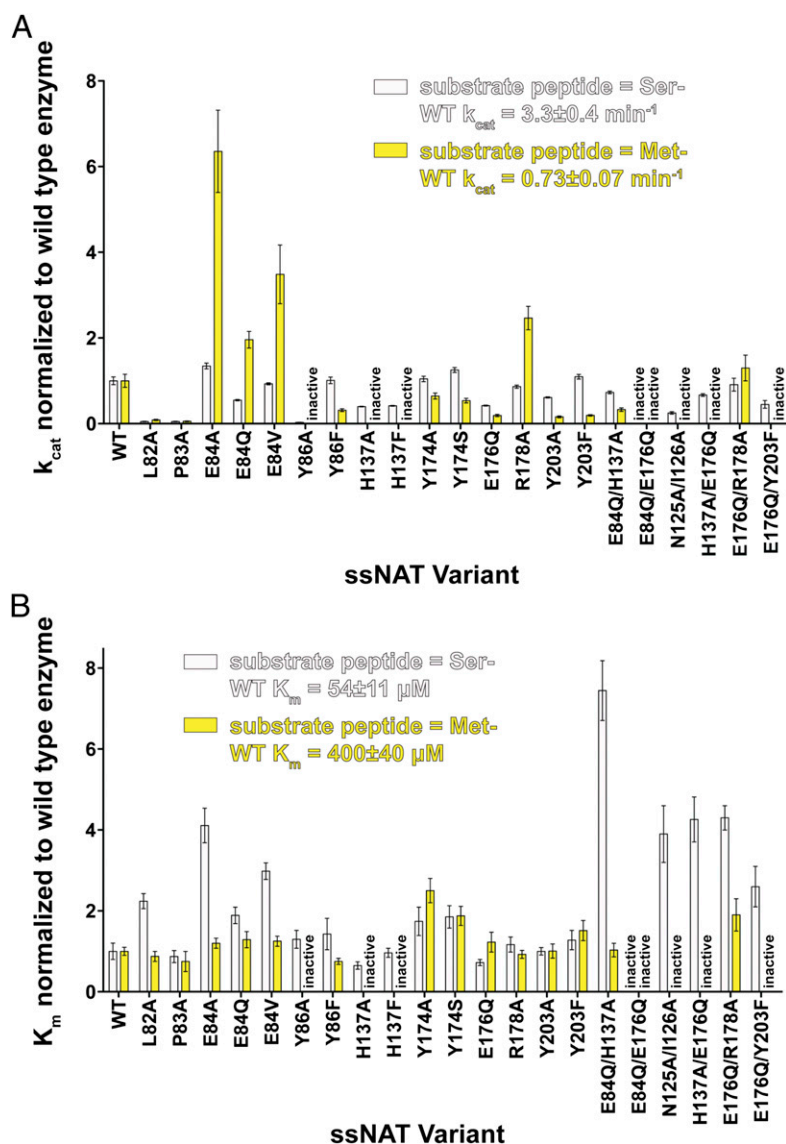 A
k_cat normalized to wild type enzyme
8
6
4
2
0
substrate peptide = Ser-
WT k_cat = 3.3±0.4 min⁻¹
substrate peptide = Met-
WT k_cat = 0.73±0.07 min⁻¹
inactive
inactive
inactive
inactive
inactive
inactive
inactive
inactive
WT
L82A
P83A
E84A
E84Q
E84V
Y86A
Y86F
H137A
H137F
Y174A
Y174S
E176Q
R178A
Y203A
Y203F
E84Q/H137A
E84Q/E176Q
N125A/I126A
H137A/E176Q
E176Q/R178A
E176Q/Y203F
ssNAT Variant
B
K_m normalized to wild type enzyme
8
6
4
2
0
substrate peptide = Ser-
WT K_m = 54±11 μM
substrate peptide = Met-
WT K_m = 400±40 μM
inactive
inactive
inactive
inactive
inactive
inactive
inactive
inactive
WT
L82A
P83A
E84A
E84Q
E84V
Y86A
Y86F
H137A
H137F
Y174A
Y174S
E176Q
R178A
Y203A
Y203F
E84Q/H137A
E84Q/E176Q
N125A/I126A
H137A/E176Q
E176Q/R178A
E176Q/Y203F
ssNAT Variant